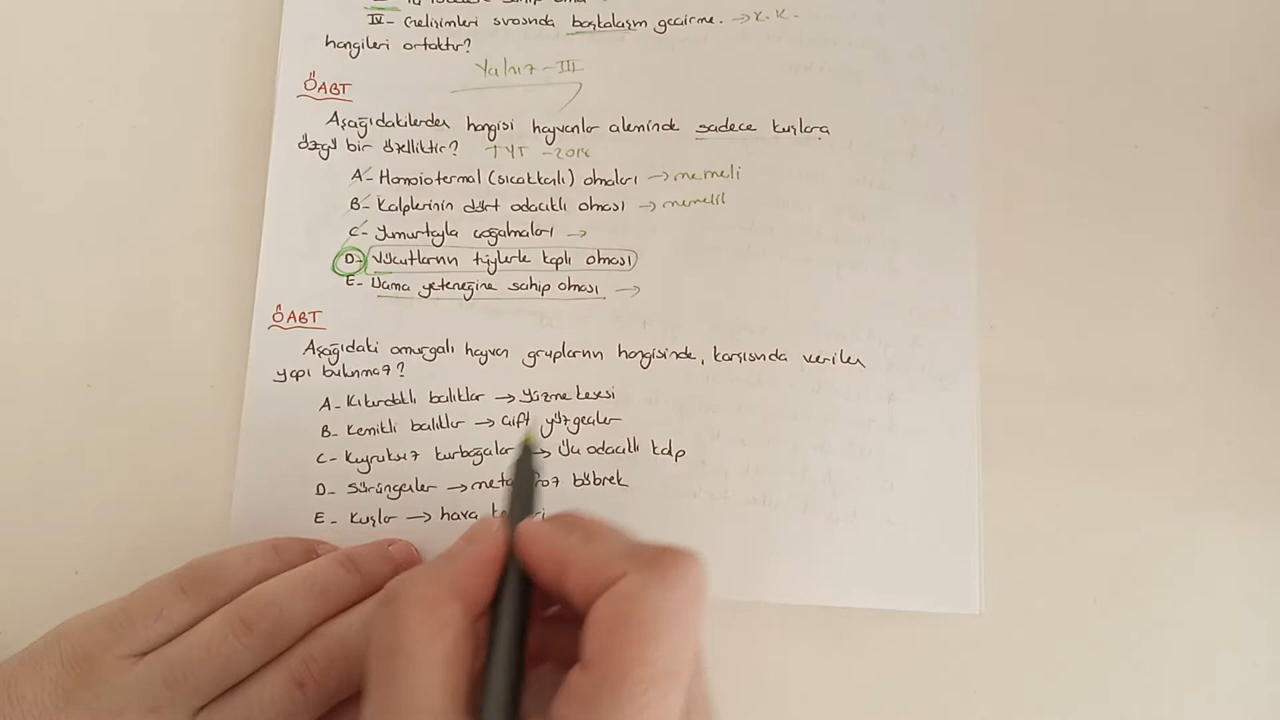 IV- Gelişimleri sırasında başkalaşım geçirme. → K.K.
hangileri ortaktır?
Yalnız-III
ÖABT
Aşağıdakilerden hangisi hayvanlar aleminde sadece kuşlara
özgü bir özelliktir? TYT -2018
A- Homoiotermal (sıcakkanlı) olmaları → memeli
B- Kalplerinin dört odacıklı olması → memeli
C- Yumurtayla çoğalmaları →
D- Vücutlarının tüylerle kaplı olması
E- Uçma yeteneğine sahip olması →
ÖABT
Aşağıdaki omurgalı hayvan gruplarının hangisinde, karşısında verilen
yapı bulunmaz?
A- Kıkırdaklı balıklar → Yüzme kesesi
B- Kemikli balıklar → Çift yüzgeçler
C- Kuyruksuz kurbağalar → Üç odacıklı kalp
D- Sürüngenler → böbrek
E- Kuşlar → hava